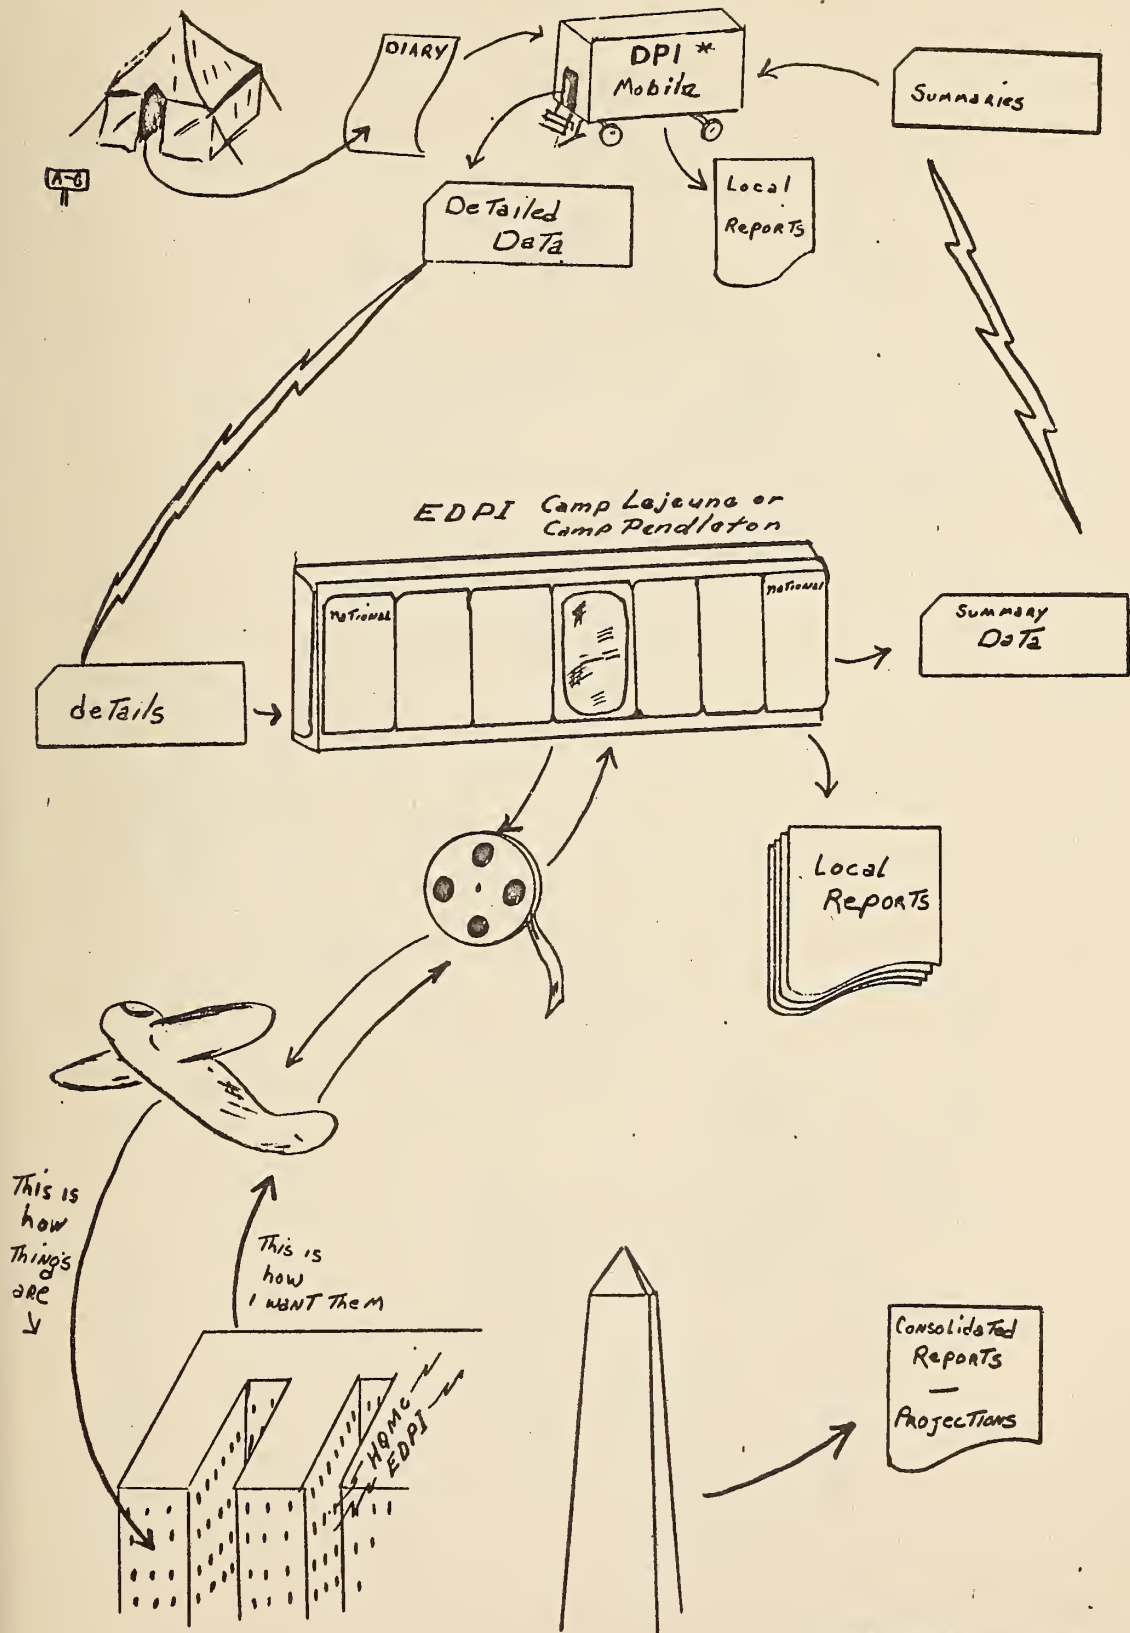 DIARY
DPI *
Mobile
Summaries
A-6
Detailed
Data
Local
Reports
EDPI Camp Lejeune or
Camp Pendleton
national
national
Summary
Data
details
Local
Reports
This is
how
Things
are
This is
how
I want Them
HQMC
EDPI
Consolidated
Reports
—
Projections